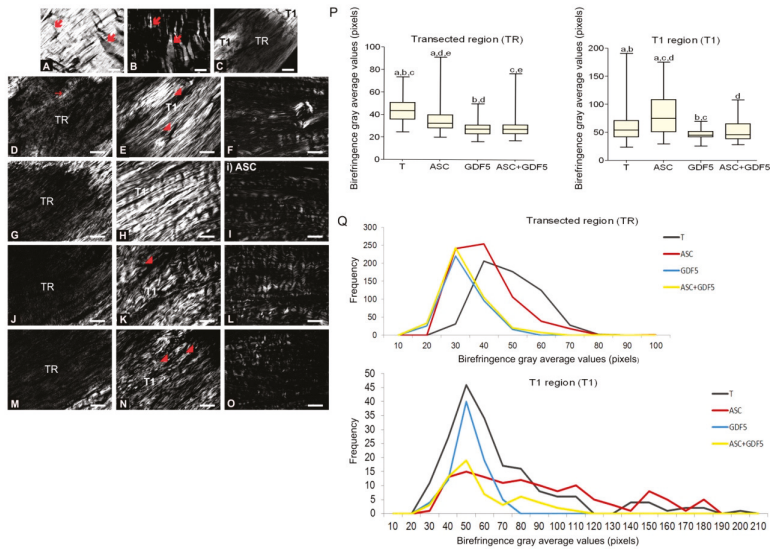 A
B
C
T1
TR
D
TR
E
T1
F
G
TR
H
T1
I
i) ASC
J
TR
K
T1
L
M
TR
N
T1
O
P
Transected region (TR)
Birefringence gray average values (pixels)
100
80
60
40
20
0
a,b,c
a,d,e
b,d
c,e
T
ASC
GDF5
ASC+GDF5
T1 region (T1)
Birefringence gray average values (pixels)
200
150
100
50
0
a,b
a,c,d
b,c
d
T
ASC
GDF5
ASC+GDF5
Q
Transected region (TR)
Frequency
300
250
200
150
100
50
0
10 20 30 40 50 60 70 80 90 100
Birefringence gray average values (pixels)
T
ASC
GDF5
ASC+GDF5
T1 region (T1)
Frequency
50
45
40
35
30
25
20
15
10
5
0
10 20 30 40 50 60 70 80 90 100 110 120 130 140 150 160 170 180 190 200 210
Birefringence gray average values (pixels)
T
ASC
GDF5
ASC+GDF5